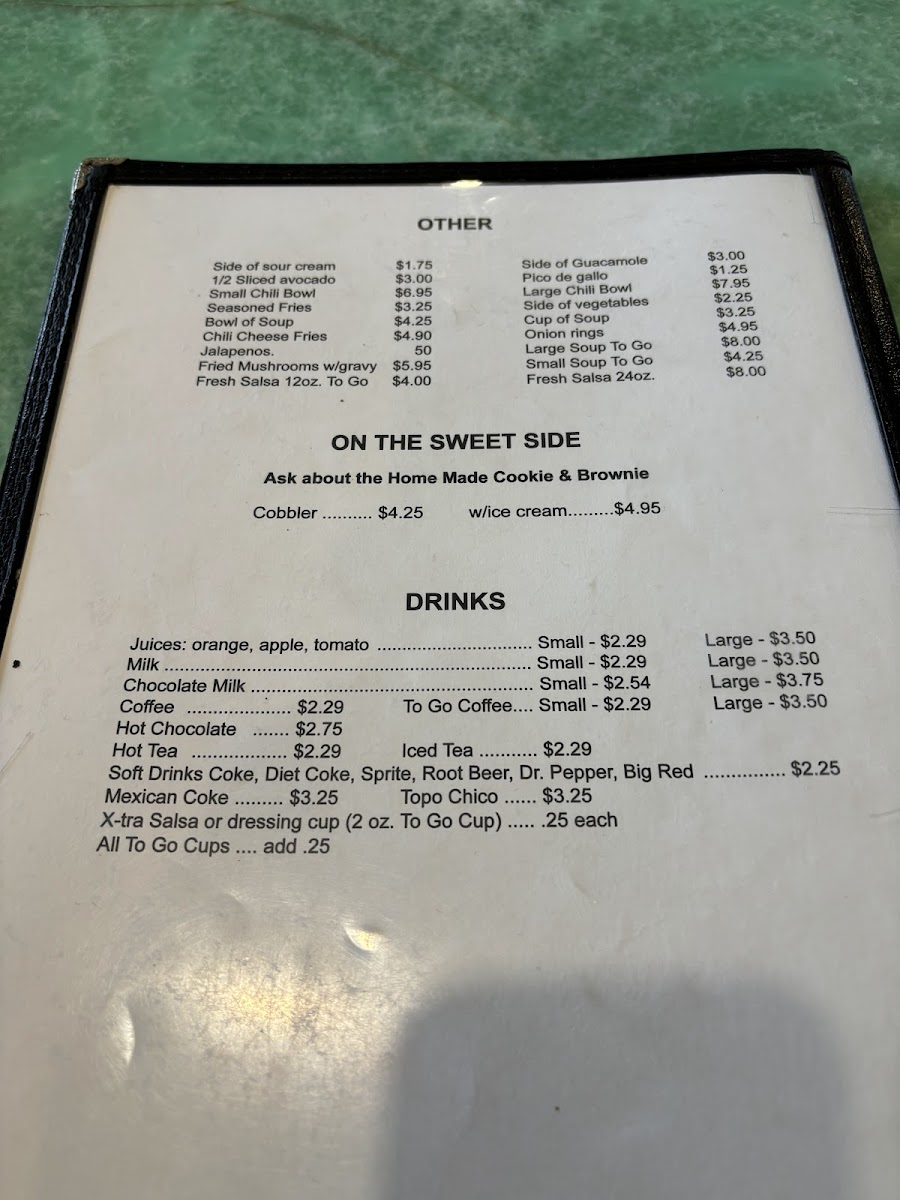 OTHER
Side of sour cream $1.75 Side of Guacamole $3.00
1/2 Sliced avocado $3.00 Pico de gallo $1.25
Small Chili Bowl $6.95 Large Chili Bowl $7.95
Seasoned Fries $3.25 Side of vegetables $2.25
Bowl of Soup $4.25 Cup of Soup $3.25
Chili Cheese Fries $4.90 Onion rings $4.95
Jalapenos. 50 Large Soup To Go $8.00
Fried Mushrooms w/gravy $5.95 Small Soup To Go $4.25
Fresh Salsa 12oz. To Go $4.00 Fresh Salsa 24oz. $8.00
ON THE SWEET SIDE
Ask about the Home Made Cookie & Brownie
Cobbler .......... $4.25 w/ice cream.........$4.95
DRINKS
Juices: orange, apple, tomato ................................ Small - $2.29 Large - $3.50
Milk ............................................................................ Small - $2.29 Large - $3.50
Chocolate Milk .......................................................... Small - $2.54 Large - $3.75
Coffee ..................... $2.29 To Go Coffee.... Small - $2.29 Large - $3.50
Hot Chocolate ....... $2.75
Hot Tea ................... $2.29 Iced Tea ........... $2.29
Soft Drinks Coke, Diet Coke, Sprite, Root Beer, Dr. Pepper, Big Red ............... $2.25
Mexican Coke ......... $3.25 Topo Chico ...... $3.25
X-tra Salsa or dressing cup (2 oz. To Go Cup) ..... .25 each
All To Go Cups .... add .25